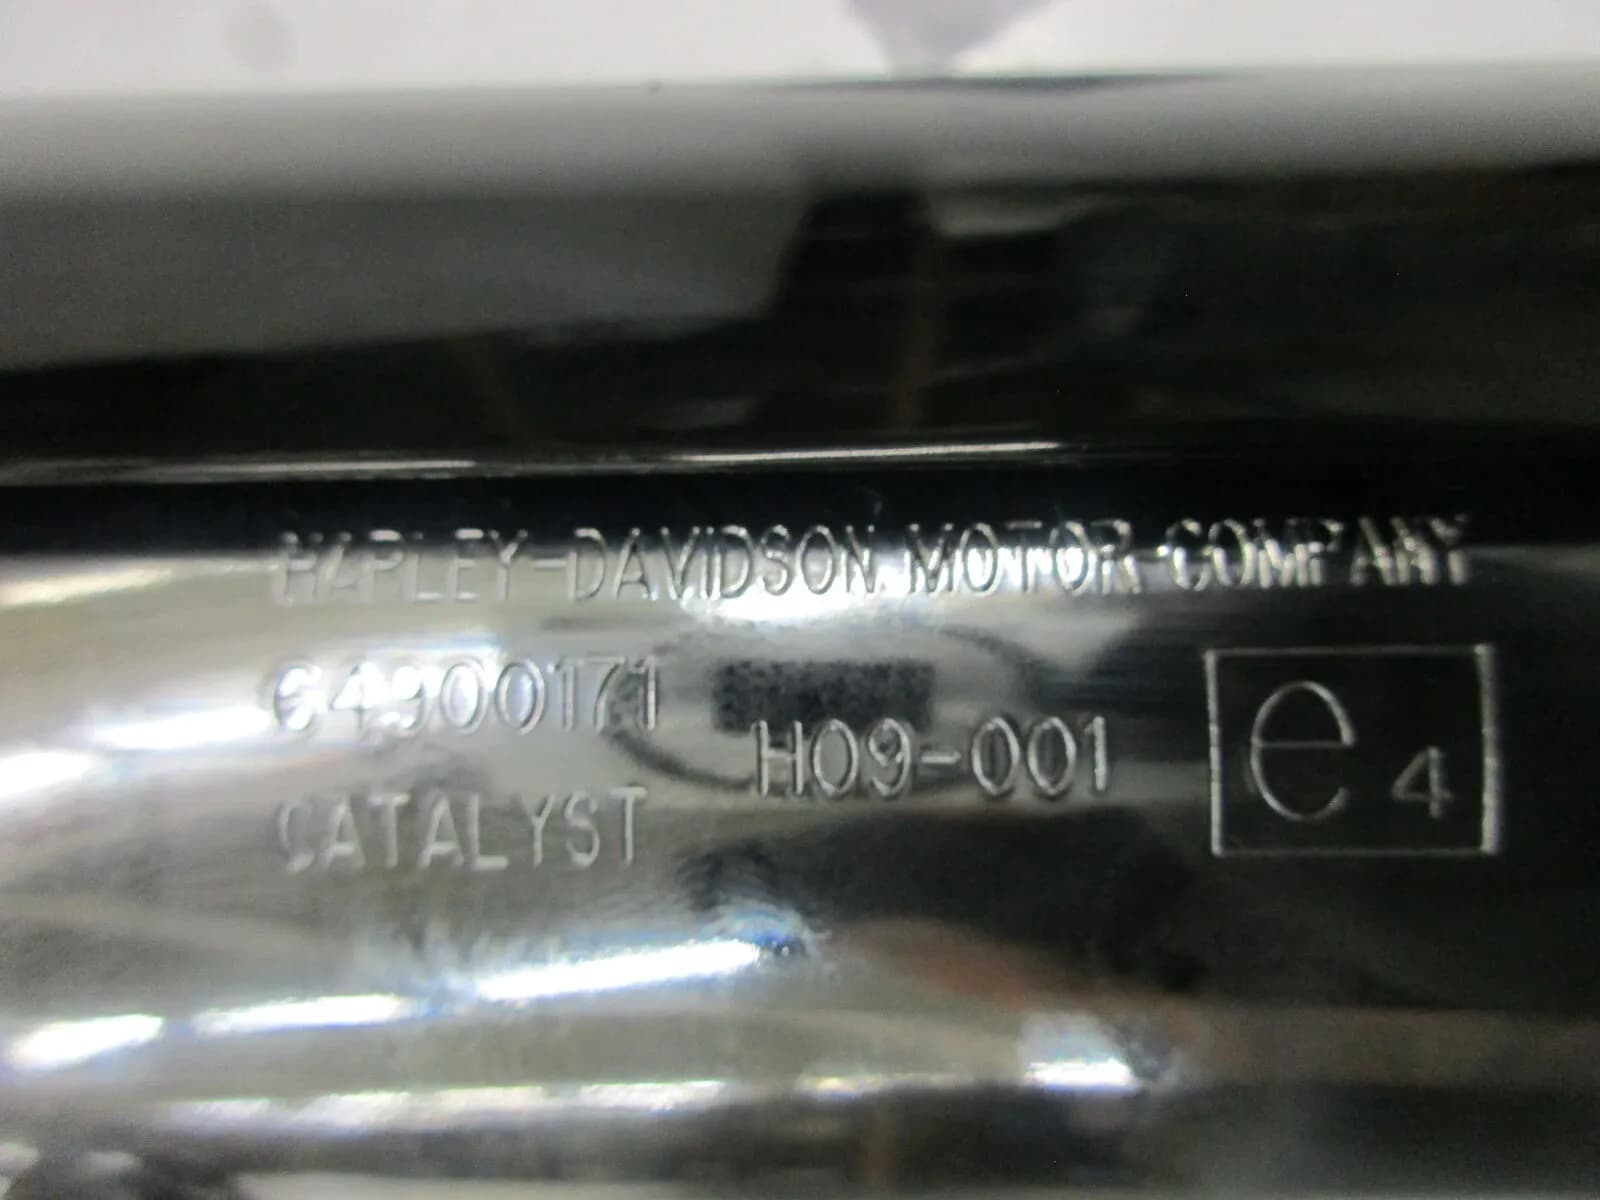 HARLEY-DAVIDSON MOTOR COMPANY
64900171
H09-001
CATALYST
e4